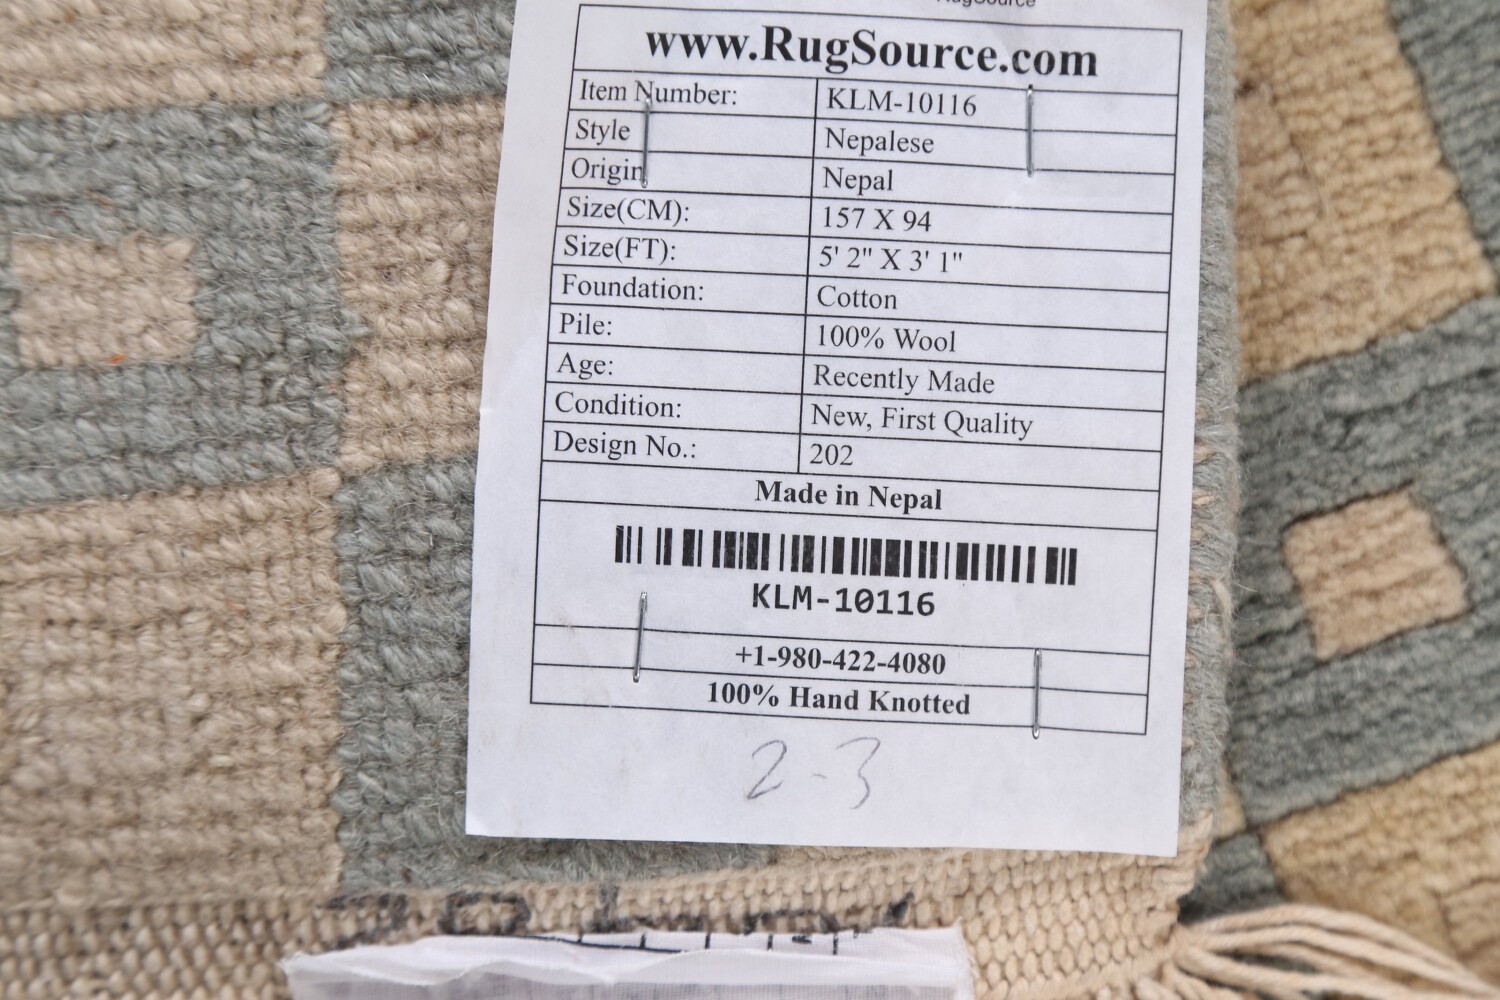 RugSource
www.RugSource.com
Item Number: KLM-10116
Style Nepalese
Origin Nepal
Size(CM): 157 X 94
Size(FT): 5' 2" X 3' 1"
Foundation: Cotton
Pile: 100% Wool
Age: Recently Made
Condition: New, First Quality
Design No.: 202
Made in Nepal
KLM-10116
+1-980-422-4080
100% Hand Knotted
2-3